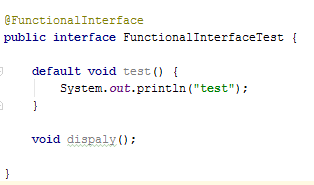 @FunctionalInterface
public interface FunctionalInterfaceTest {
default void test() {
System.out.println("test");
}
void dispaly();
}